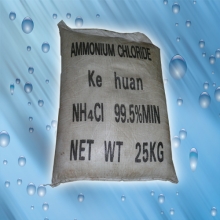 AMMONIUM CHLORIDE
Ke huan
NH4Cl 99.5%MIN
NET WT 25KG